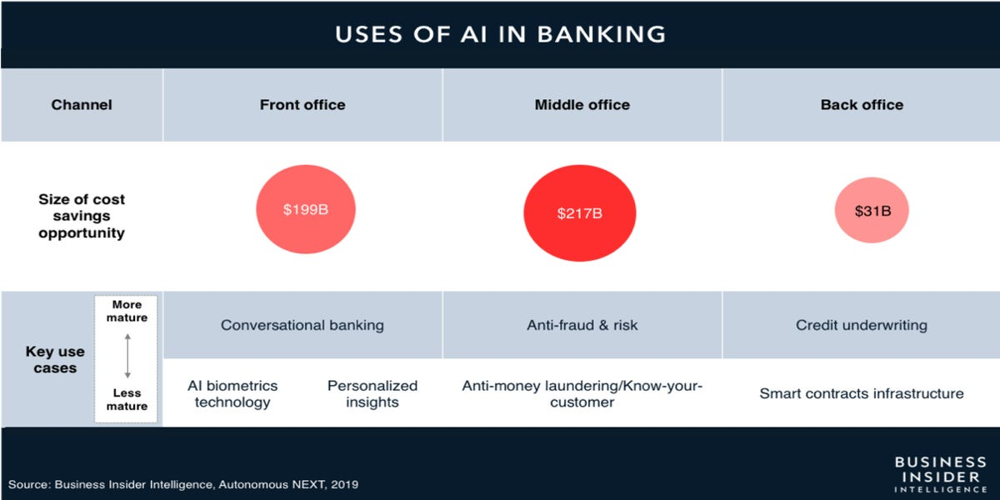 USES OF AI IN BANKING
Channel
Front office
Middle office
Back office
Size of cost
savings
opportunity
$199B
$217B
$31B
Key use
cases
More
mature
Less
mature
Conversational banking
Anti-fraud & risk
Credit underwriting
AI biometrics
technology
Personalized
insights
Anti-money laundering/Know-your-
customer
Smart contracts infrastructure
Source: Business Insider Intelligence, Autonomous NEXT, 2019
BUSINESS
INSIDER
INTELLIGENCE